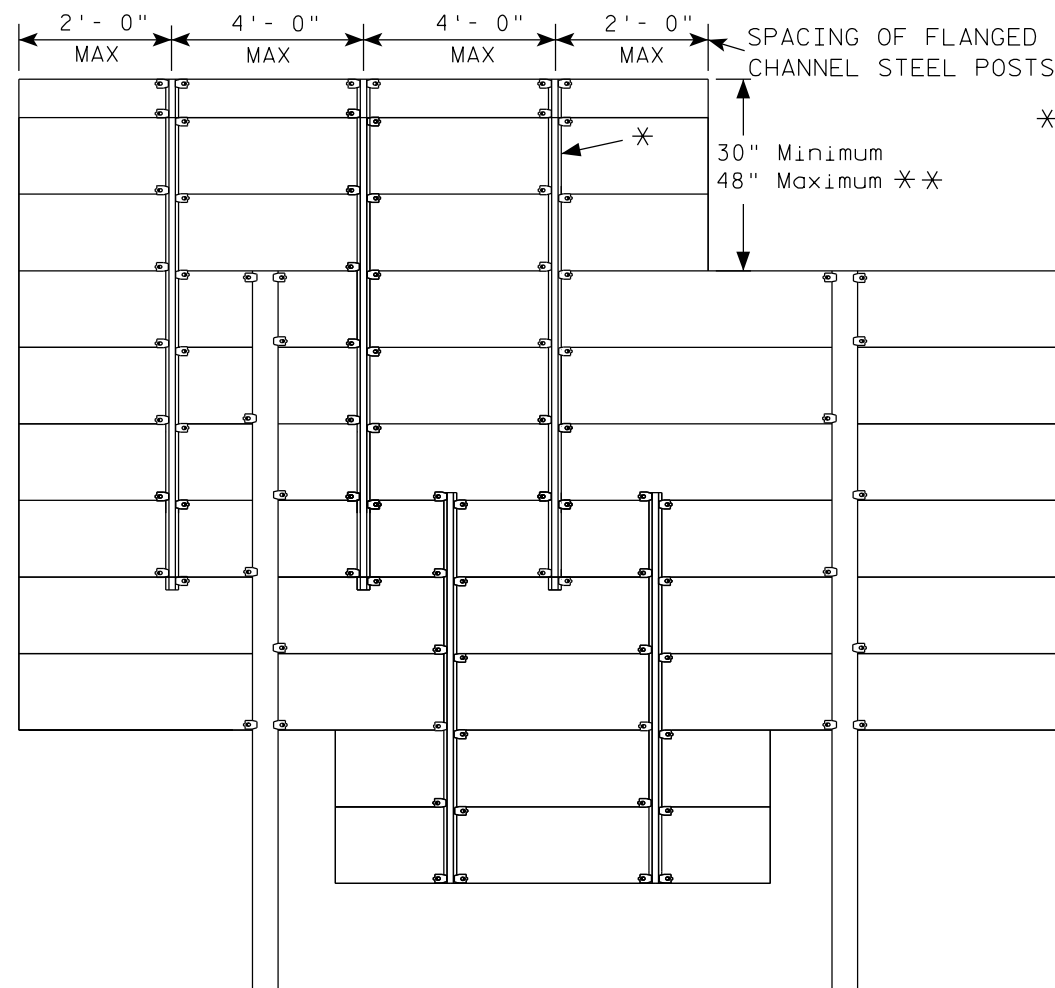 2'- 0" 4'- 0" 4'- 0" 2'- 0"
MAX MAX MAX MAX
SPACING OF FLANGED
CHANNEL STEEL POSTS
*
*
30" Minimum
48" Maximum **